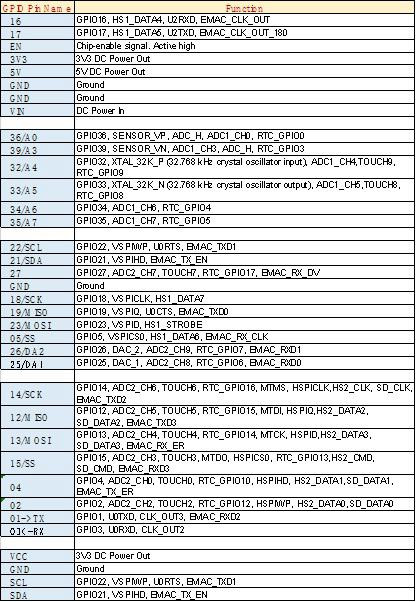 GPIO Pin Name Function
16 GPIO16, HS1_DATA4, U2RXD, EMAC_CLK_OUT
17 GPIO17, HS1_DATA5, U2TXD, EMAC_CLK_OUT_180
EN Chip-enable signal. Active high
3V3 3V3 DC Power Out
5V 5V DC Power Out
GND Ground
GND Ground
VIN DC Power In
36/A0 GPIO36, SENSOR_VP, ADC_H, ADC1_CH0, RTC_GPIO0
39/A3 GPIO39, SENSOR_VN, ADC1_CH3, ADC_H, RTC_GPIO3
32/A4 GPIO32, XTAL_32K_P (32.768 kHz crystal oscillator input), ADC1_CH4,TOUCH9,
RTC_GPIO9
33/A5 GPIO33, XTAL_32K_N (32.768 kHz crystal oscillator output), ADC1_CH5,TOUCH8,
RTC_GPIO8
34/A6 GPIO34, ADC1_CH6, RTC_GPIO4
35/A7 GPIO35, ADC1_CH7, RTC_GPIO5
22/SCL GPIO22, VSPIWP, U0RTS, EMAC_TXD1
21/SDA GPIO21, VSPIHD, EMAC_TX_EN
27 GPIO27, ADC2_CH7, TOUCH7, RTC_GPIO17, EMAC_RX_DV
GND Ground
18/SCK GPIO18, VSPICLK, HS1_DATA7
19/MISO GPIO19, VSPIQ, U0CTS, EMAC_TXD0
23/MOSI GPIO23, VSPID, HS1_STROBE
05/SS GPIO5, VSPICS0, HS1_DATA6, EMAC_RX_CLK
26/DA2 GPIO26, DAC_2, ADC2_CH9, RTC_GPIO7, EMAC_RXD1
25/DA1 GPIO25, DAC_1, ADC2_CH8, RTC_GPIO6, EMAC_RXD0
14/SCK GPIO14, ADC2_CH6, TOUCH6, RTC_GPIO16, MTMS, HSPICLK,HS2_CLK, SD_CLK,
EMAC_TXD2
12/MISO GPIO12, ADC2_CH5, TOUCH5, RTC_GPIO15, MTDI, HSPIQ,HS2_DATA2,
SD_DATA2, EMAC_TXD3
13/MOSI GPIO13, ADC2_CH4, TOUCH4, RTC_GPIO14, MTCK, HSPID,HS2_DATA3,
SD_DATA3, EMAC_RX_ER
15/SS GPIO15, ADC2_CH3, TOUCH3, MTDO, HSPICS0, RTC_GPIO13,HS2_CMD,
SD_CMD, EMAC_RXD3
04 GPIO4, ADC2_CH0, TOUCH0, RTC_GPIO10, HSPIHD, HS2_DATA1,SD_DATA1,
EMAC_TX_ER
02 GPIO2, ADC2_CH2, TOUCH2, RTC_GPIO12, HSPIWP, HS2_DATA0,SD_DATA0
01->TX GPIO1, U0TXD, CLK_OUT3, EMAC_RXD2
03<-RX GPIO3, U0RXD, CLK_OUT2
VCC 3V3 DC Power Out
GND Ground
SCL GPIO22, VSPIWP, U0RTS, EMAC_TXD1
SDA GPIO21, VSPIHD, EMAC_TX_EN